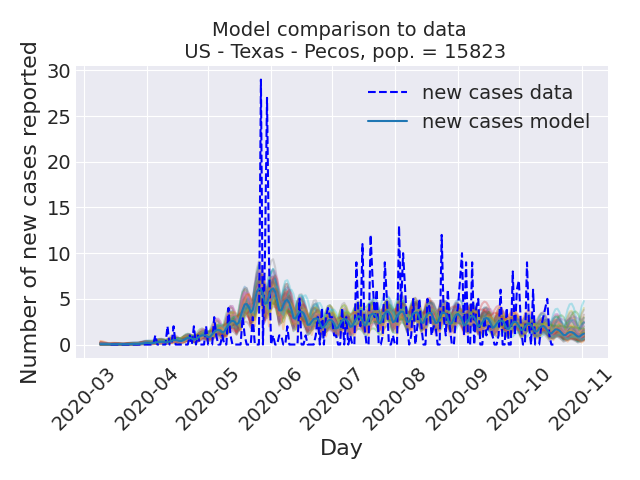 Model comparison to data
US - Texas - Pecos, pop. = 15823
Number of new cases reported
30
25
20
15
10
5
0
new cases data
new cases model
2020-03
2020-04
2020-05
2020-06
2020-07
2020-08
2020-09
2020-10
2020-11
Day